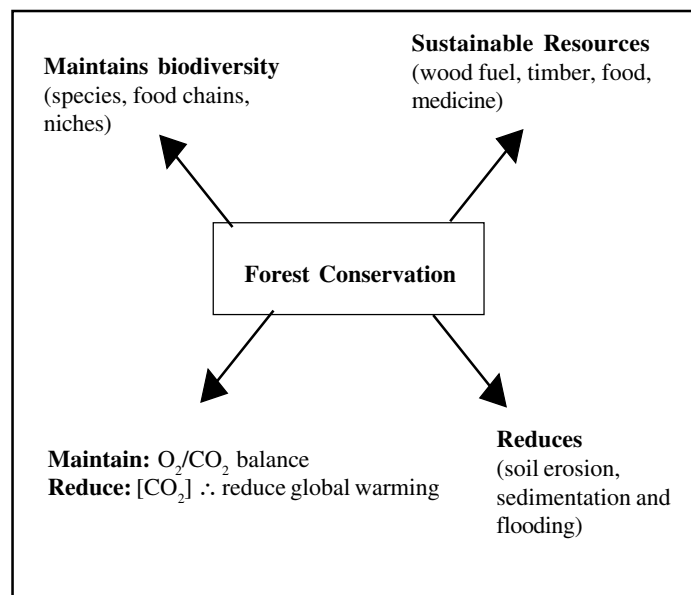 Maintains biodiversity
(species, food chains,
niches)
Sustainable Resources
(wood fuel, timber, food,
medicine)
Forest Conservation
Maintain: O₂/CO₂ balance
Reduce: [CO₂] ∴ reduce global warming
Reduces
(soil erosion,
sedimentation and
flooding)